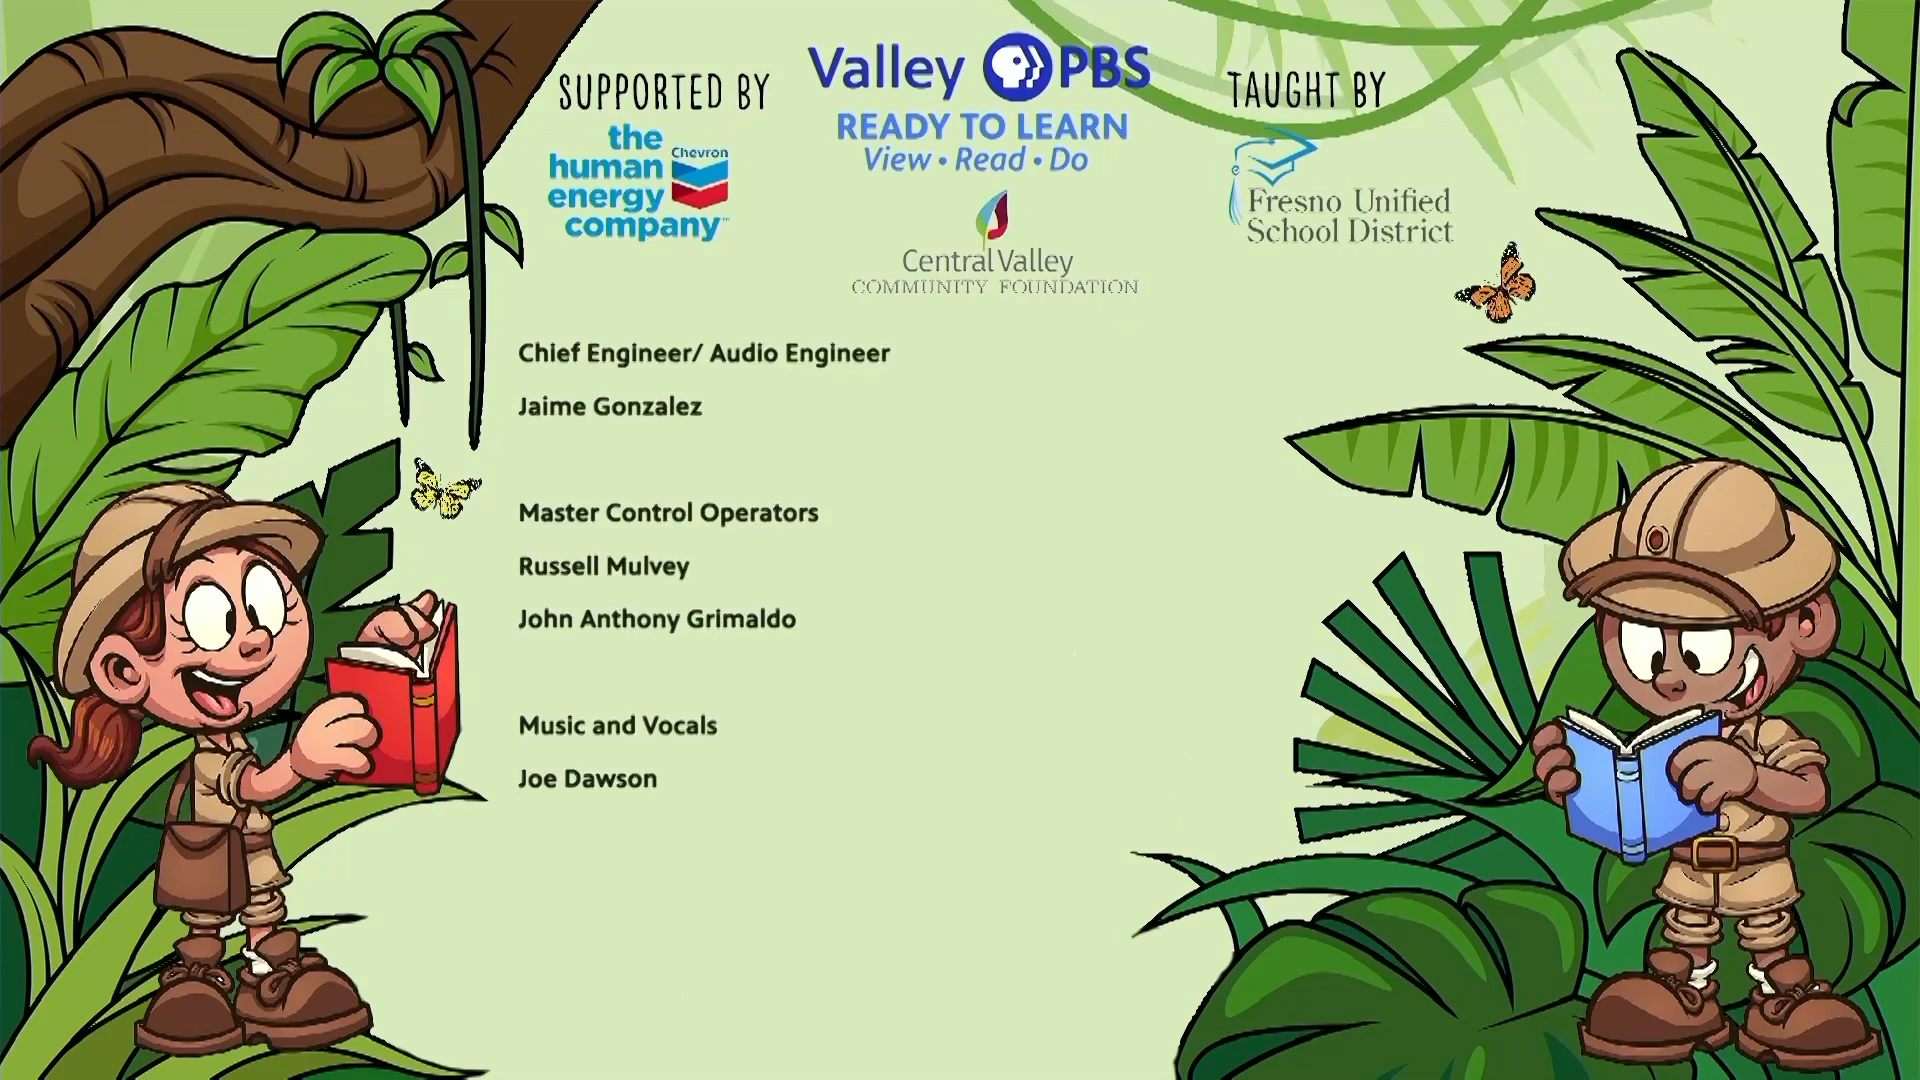 SUPPORTED BY
the
human
energy
company™
Chevron
Valley PBS
READY TO LEARN
View • Read • Do
Central Valley
COMMUNITY FOUNDATION
TAUGHT BY
Fresno Unified
School District
Chief Engineer/ Audio Engineer
Jaime Gonzalez
Master Control Operators
Russell Mulvey
John Anthony Grimaldo
Music and Vocals
Joe Dawson